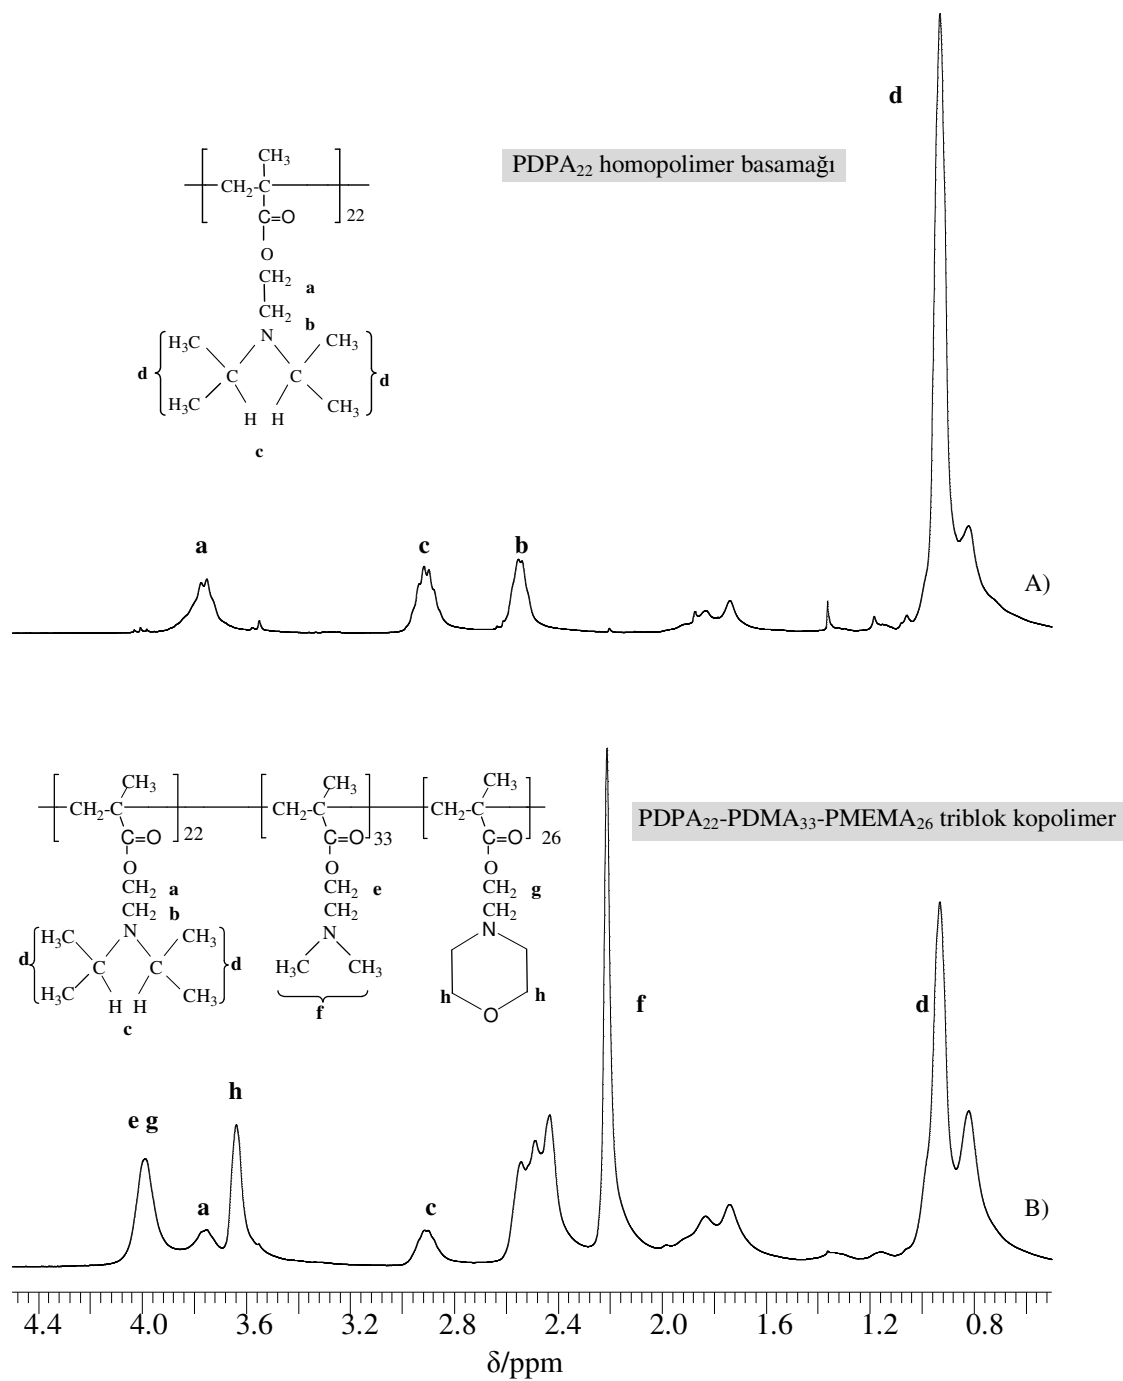 d
PDPA₂₂ homopolimer basamağı
CH₃
CH₂-C
22
C=O
O
CH₂ a
CH₂ b
N
H₃C CH₃
d C C d
H₃C CH₃
H H
c
a c b
A)
PDPA₂₂-PDMA₃₃-PMEMA₂₆ triblok kopolimer
CH₃ CH₃ CH₃
CH₂-C CH₂-C CH₂-C
22 33 26
C=O C=O C=O
O O O
CH₂ a CH₂ e CH₂ g
CH₂ b CH₂ CH₂
N N N
H₃C CH₃
d C C d H₃C CH₃
H₃C CH₃ h h
H H f O
c
f d
h
e g
a c
B)
4.4 4.0 3.6 3.2 2.8 2.4 2.0 1.6 1.2 0.8
δ/ppm